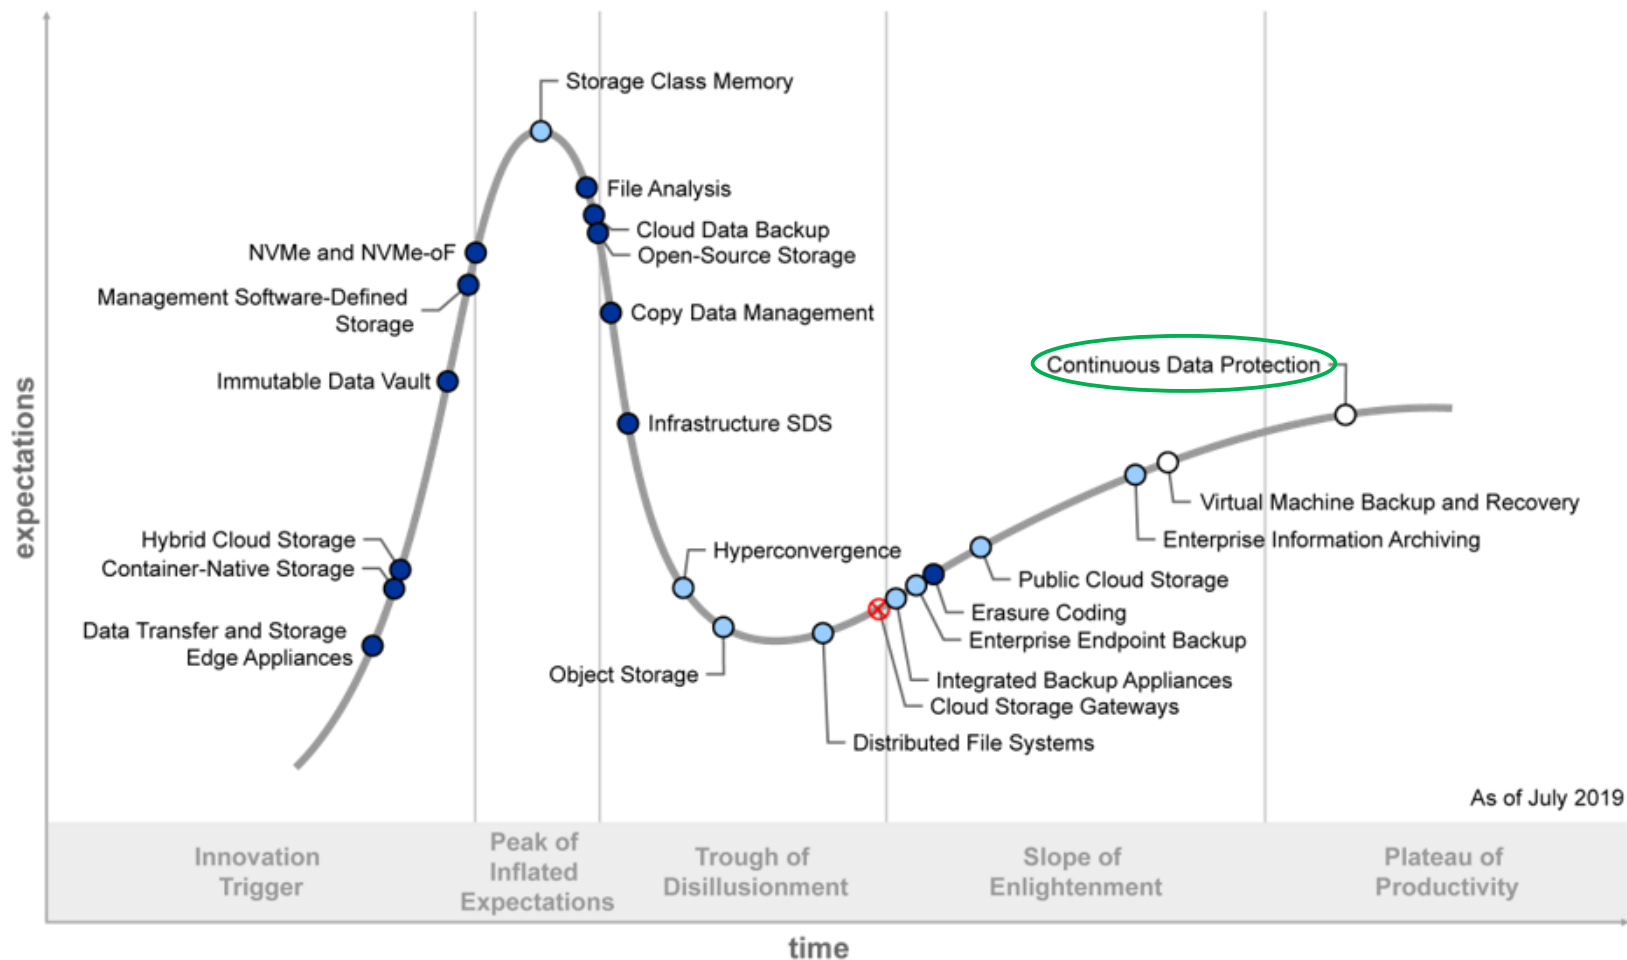 Storage Class Memory
File Analysis
Cloud Data Backup
Open-Source Storage
NVMe and NVMe-oF
Management Software-Defined
Storage
Copy Data Management
Immutable Data Vault
Infrastructure SDS
Continuous Data Protection
expectations
Hybrid Cloud Storage
Container-Native Storage
Data Transfer and Storage
Edge Appliances
Hyperconvergence
Object Storage
Virtual Machine Backup and Recovery
Enterprise Information Archiving
Public Cloud Storage
Erasure Coding
Enterprise Endpoint Backup
Integrated Backup Appliances
Cloud Storage Gateways
Distributed File Systems
As of July 2019
Innovation
Trigger
Peak of
Inflated
Expectations
Trough of
Disillusionment
Slope of
Enlightenment
Plateau of
Productivity
time